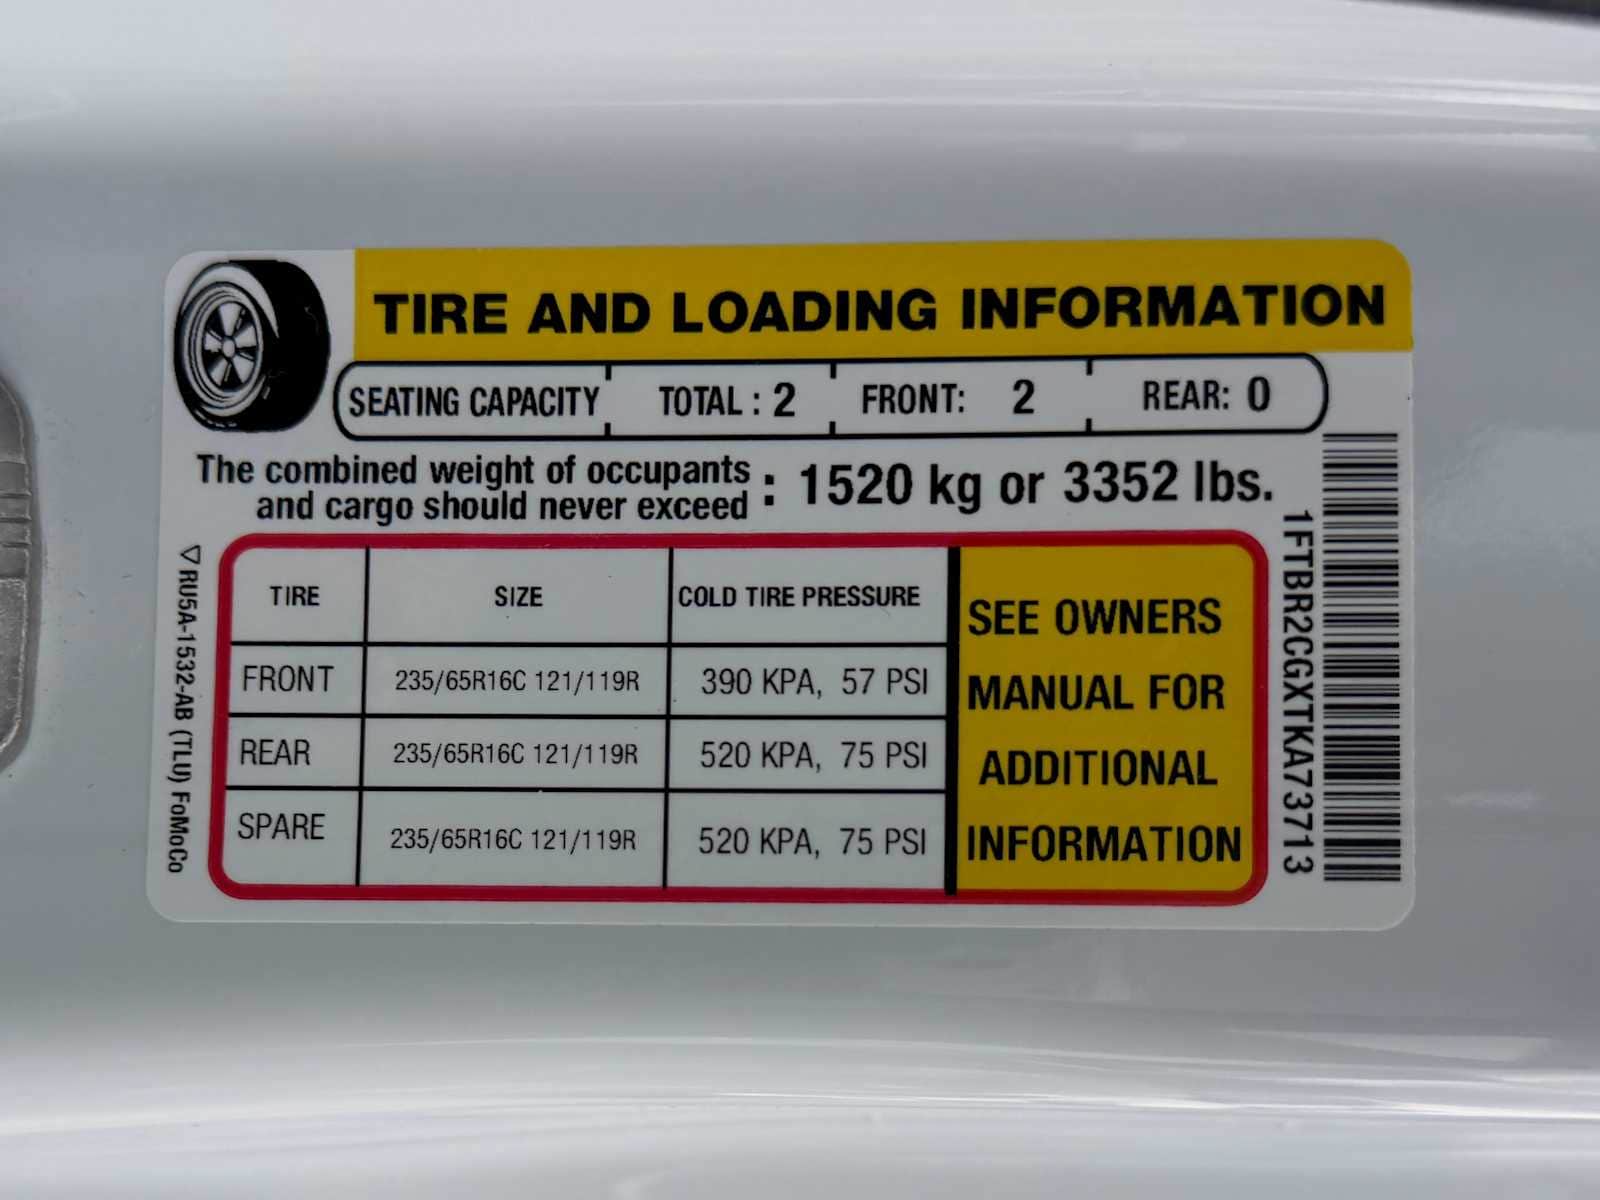 TIRE AND LOADING INFORMATION
SEATING CAPACITY TOTAL : 2 FRONT: 2 REAR: 0
The combined weight of occupants
and cargo should never exceed : 1520 kg or 3352 lbs.
TIRE SIZE COLD TIRE PRESSURE
FRONT 235/65R16C 121/119R 390 KPA, 57 PSI
REAR 235/65R16C 121/119R 520 KPA, 75 PSI
SPARE 235/65R16C 121/119R 520 KPA, 75 PSI
SEE OWNERS
MANUAL FOR
ADDITIONAL
INFORMATION
▽RU5A-1532-AB (TLU) FoMoCo
1FTBR2CGXTKA73713